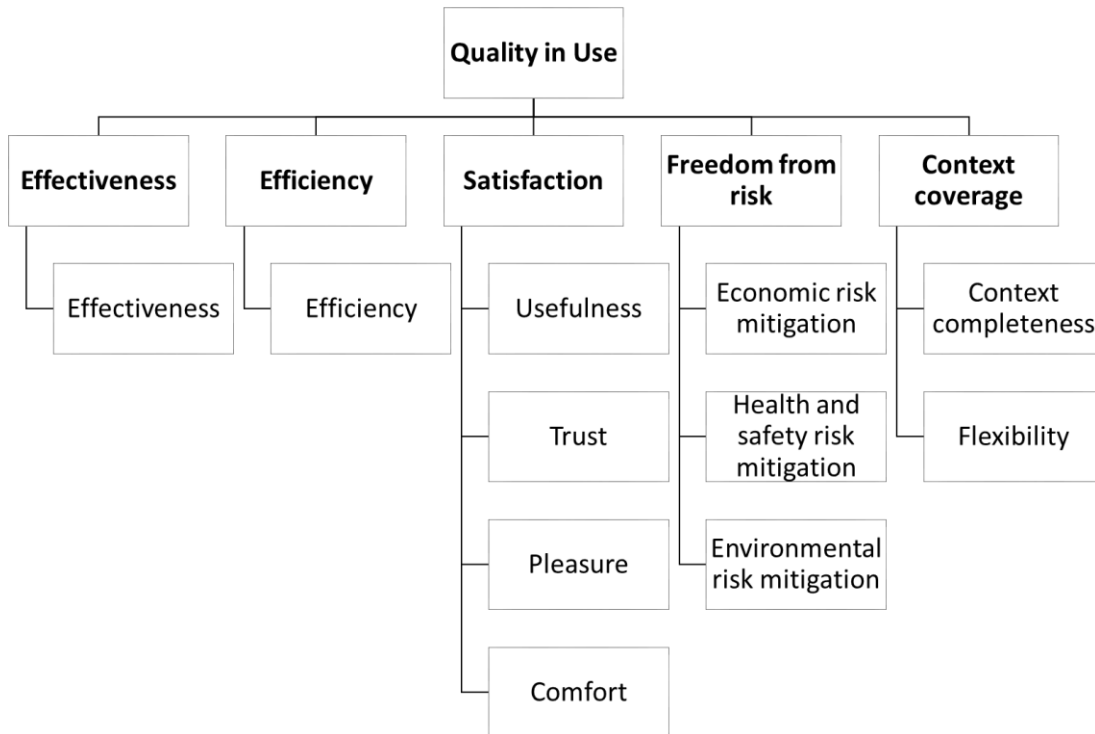 Quality in Use
Effectiveness
Efficiency
Satisfaction
Freedom from
risk
Context
coverage
Effectiveness
Efficiency
Usefulness
Economic risk
mitigation
Context
completeness
Trust
Health and
safety risk
mitigation
Flexibility
Pleasure
Environmental
risk mitigation
Comfort